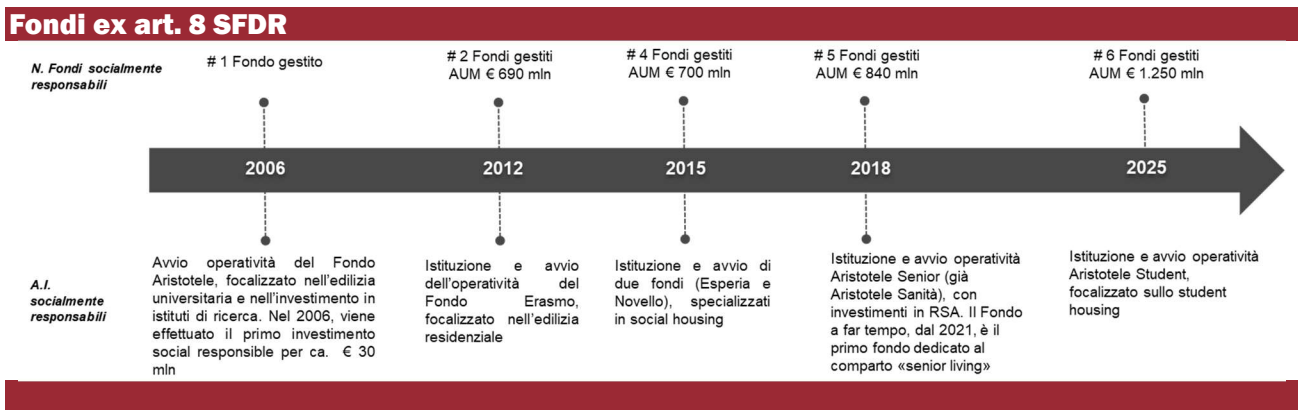 Fondi ex art. 8 SFDR
N. Fondi socialmente
responsabili
# 1 Fondo gestito
# 2 Fondi gestiti
AUM € 690 mln
# 4 Fondi gestiti
AUM € 700 mln
# 5 Fondi gestiti
AUM € 840 mln
# 6 Fondi gestiti
AUM € 1.250 mln
2006
2012
2015
2018
2025
A.I.
socialmente
responsabili
Avvio operatività del Fondo
Aristotele, focalizzato nell'edilizia
universitaria e nell'investimento in
istituti di ricerca. Nel 2006, viene
effettuato il primo investimento
social responsible per ca. € 30
mln
Istituzione e avvio
dell'operatività del
Fondo Erasmo,
focalizzato nell'edilizia
residenziale
Istituzione e avvio di
due fondi (Esperia e
Novello), specializzati
in social housing
Istituzione e avvio operatività
Aristotele Senior (già
Aristotele Sanità), con
investimenti in RSA. Il Fondo
a far tempo, dal 2021, è il
primo fondo dedicato al
comparto «senior living»
Istituzione e avvio operatività
Aristotele Student,
focalizzato sullo student
housing